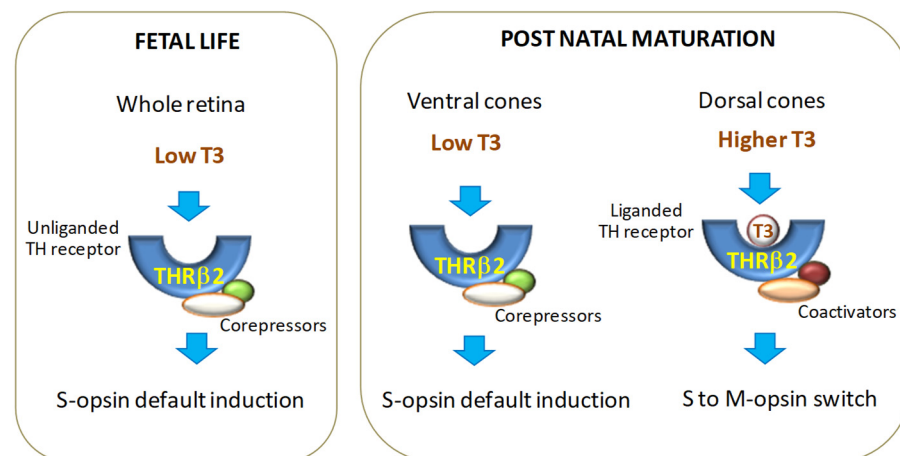 FETAL LIFE
Whole retina
Low T3
Unliganded
TH receptor
THRβ2
Corepressors
S-opsin default induction
POST NATAL MATURATION
Ventral cones
Low T3
THRβ2
Corepressors
S-opsin default induction
Dorsal cones
Higher T3
Liganded
TH receptor
T3
THRβ2
Coactivators
S to M-opsin switch